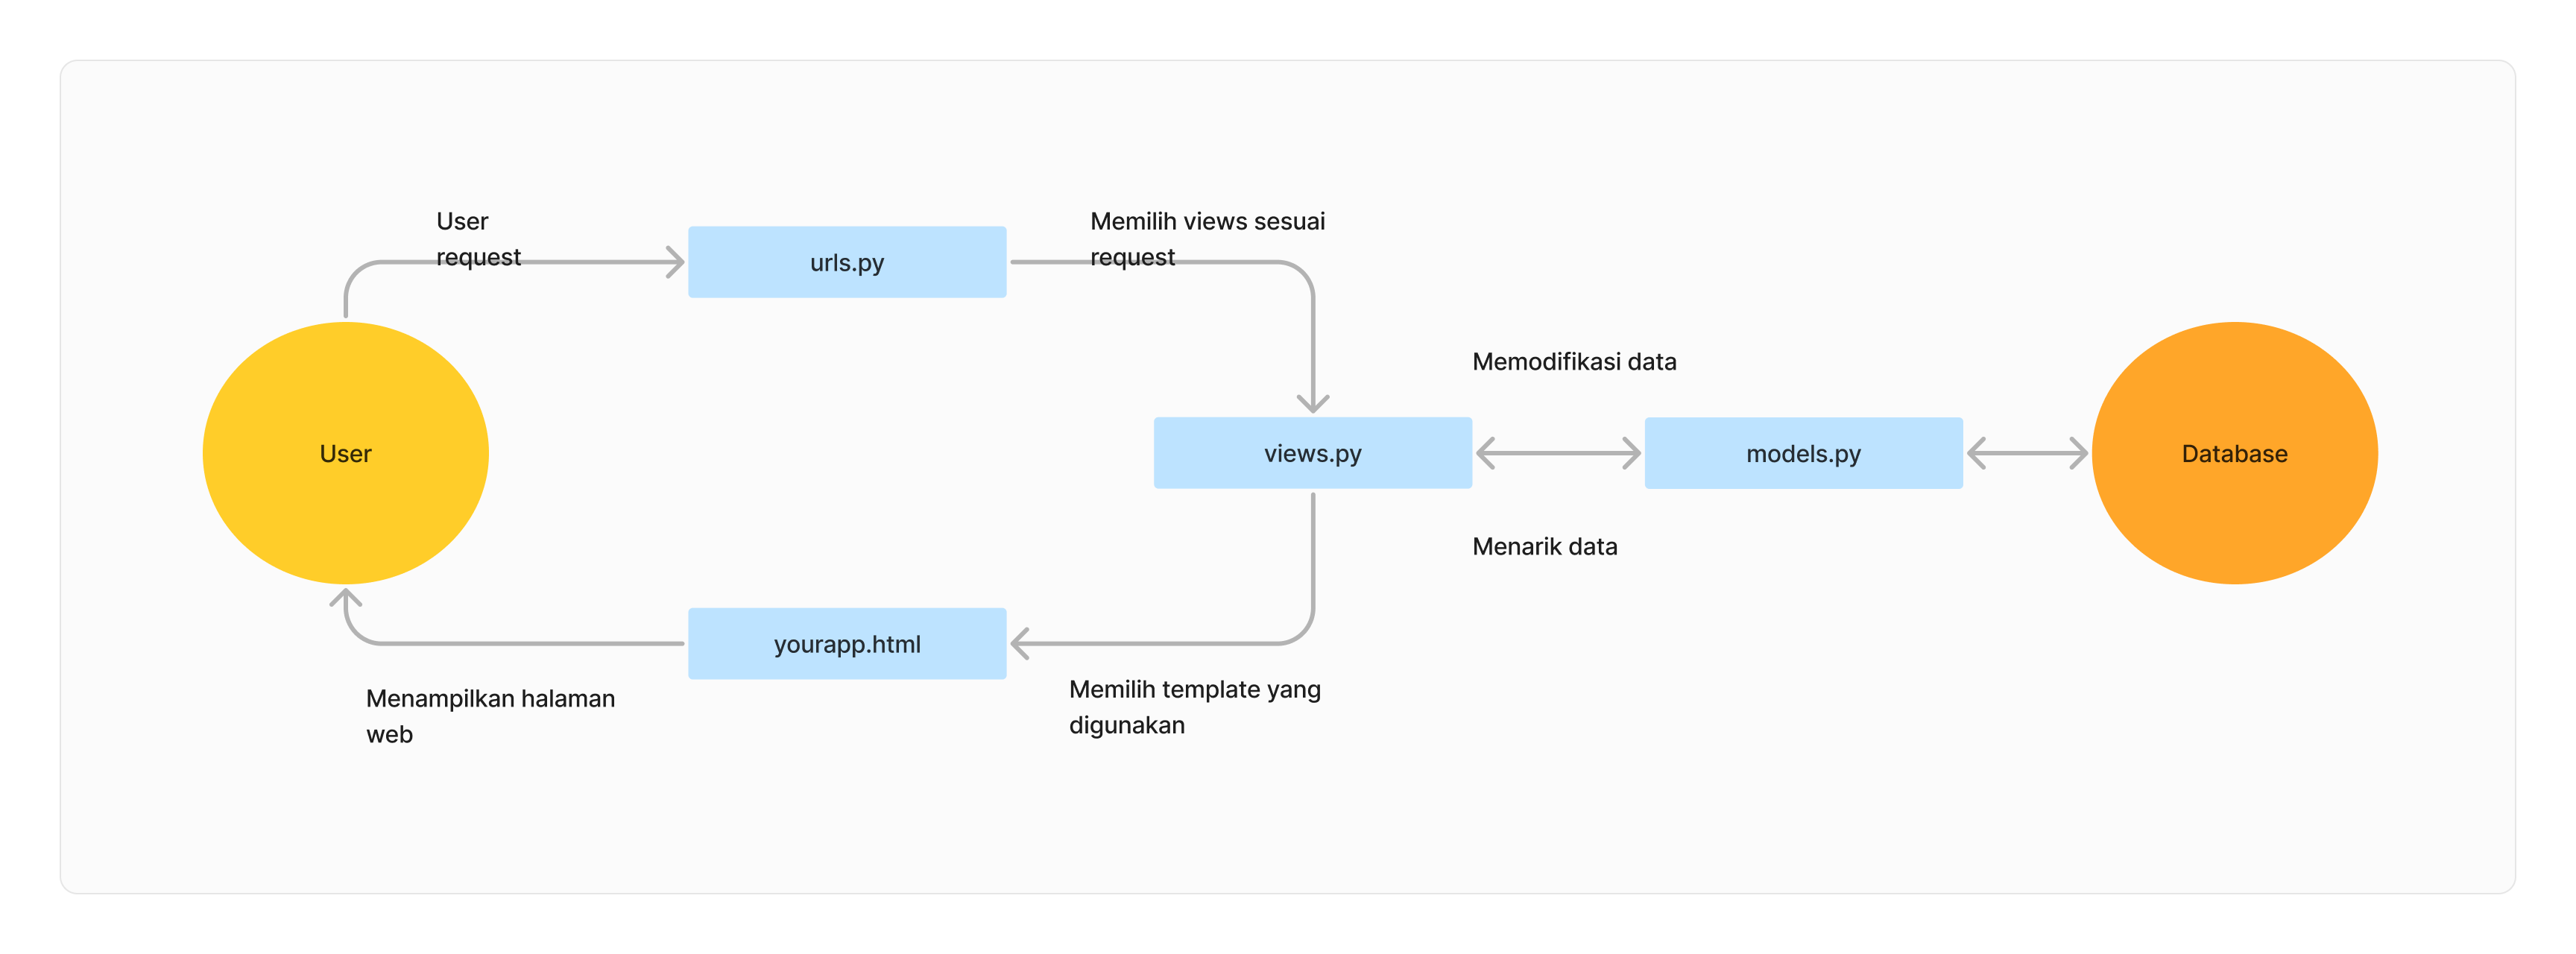 User
request
urls.py
Memilih views sesuai
request
Memodifikasi data
User
views.py
models.py
Database
Menarik data
yourapp.html
Menampilkan halaman
web
Memilih template yang
digunakan